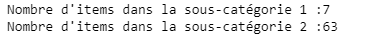 Nombre d'items dans la sous-catégorie 1 :7
Nombre d'items dans la sous-catégorie 2 :63